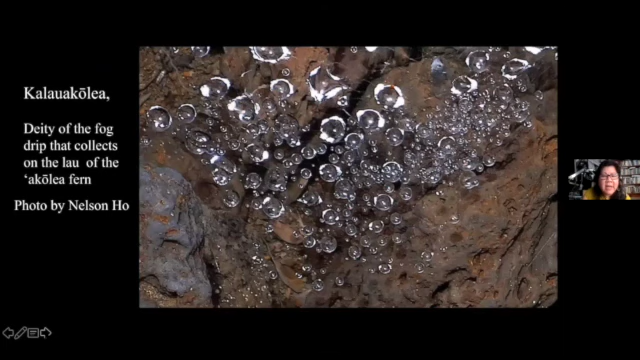 Kalauakōlea,
Deity of the fog
drip that collects
on the lau of the
ʻakōlea fern
Photo by Nelson Ho